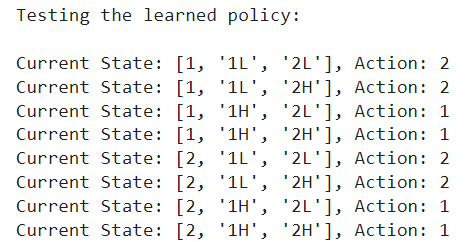 Testing the learned policy:
Current State: [1, '1L', '2L'], Action: 2
Current State: [1, '1L', '2H'], Action: 2
Current State: [1, '1H', '2L'], Action: 1
Current State: [1, '1H', '2H'], Action: 1
Current State: [2, '1L', '2L'], Action: 2
Current State: [2, '1L', '2H'], Action: 2
Current State: [2, '1H', '2L'], Action: 1
Current State: [2, '1H', '2H'], Action: 1